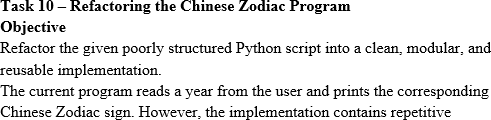 Task 10 – Refactoring the Chinese Zodiac Program
Objective
Refactor the given poorly structured Python script into a clean, modular, and
reusable implementation.
The current program reads a year from the user and prints the corresponding
Chinese Zodiac sign. However, the implementation contains repetitive